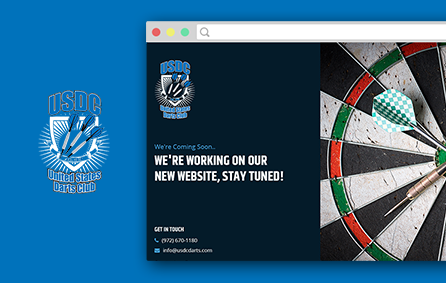 USDC
United States
Darts Club
USDC
United States
Darts Club
We're Coming Soon..
WE'RE WORKING ON OUR
NEW WEBSITE, STAY TUNED!
GET IN TOUCH
(972) 670-1180
info@usdcdarts.com